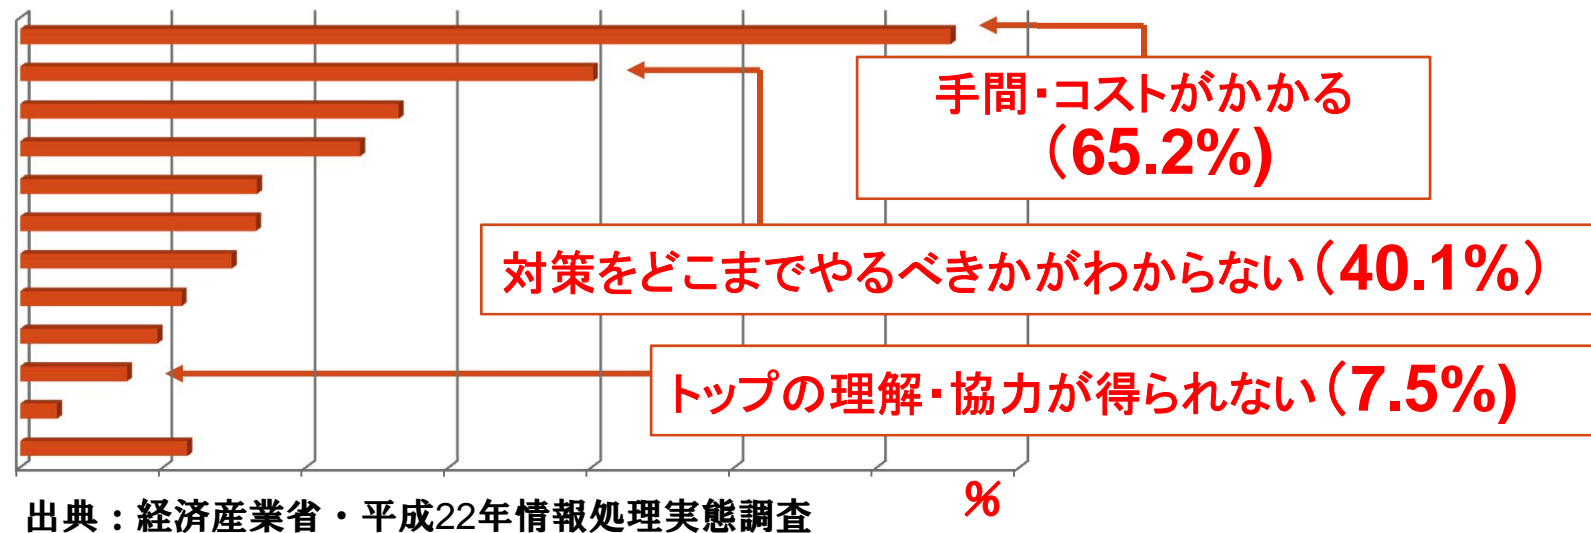 手間・コストがかかる
（65.2%)
対策をどこまでやるべきかがわからない（40.1%）
トップの理解・協力が得られない（7.5%)
%
出典：経済産業省・平成22年情報処理実態調査